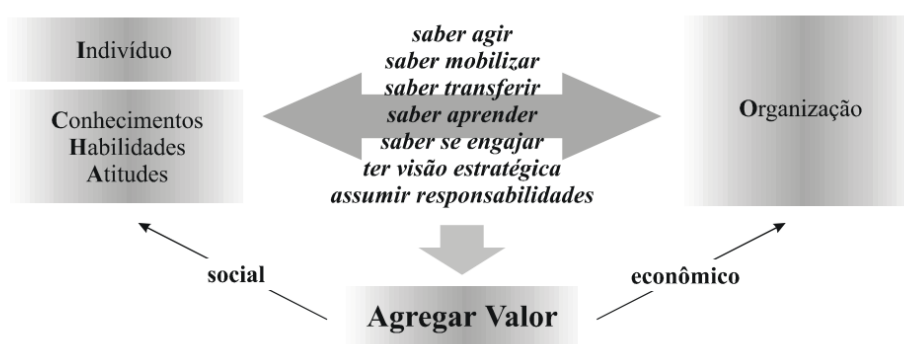 Indivíduo
Conhecimentos
Habilidades
Atitudes
saber agir
saber mobilizar
saber transferir
saber aprender
saber se engajar
ter visão estratégica
assumir responsabilidades
Organização
social
econômico
Agregar Valor